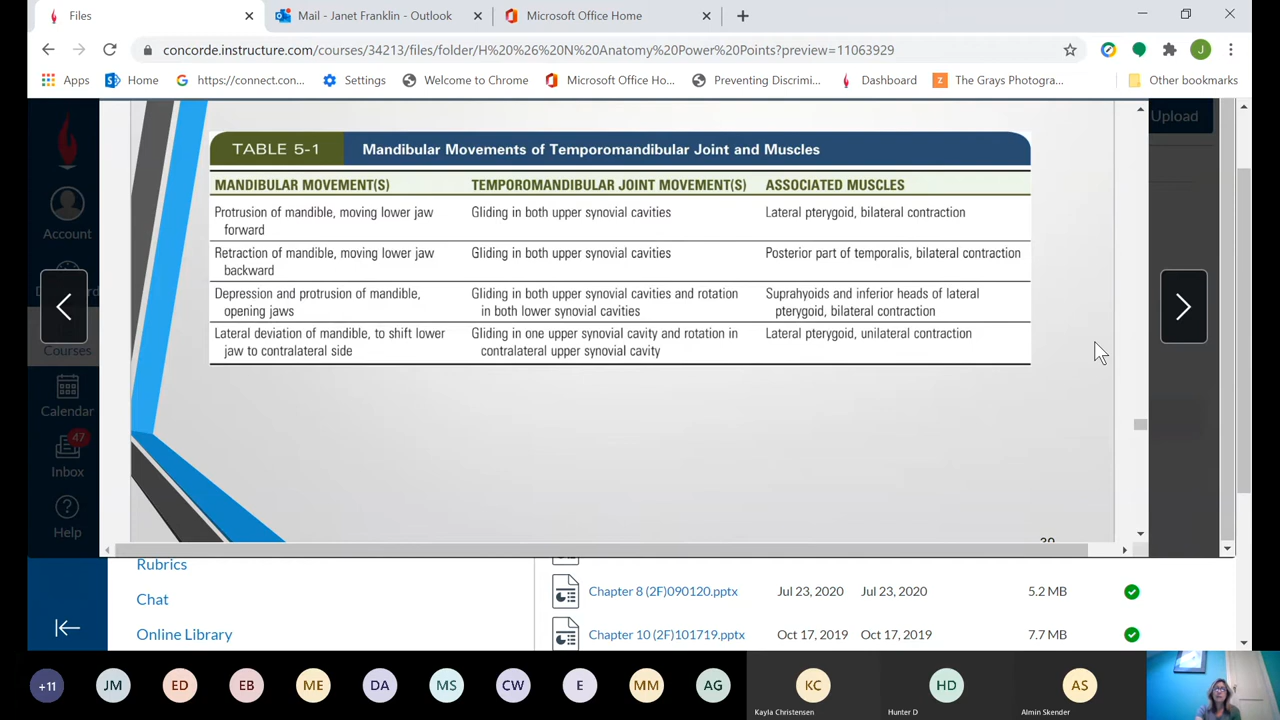 Files
Mail - Janet Franklin - Outlook
Microsoft Office Home
concorde.instructure.com/courses/34213/files/folder/H%20%26%20N%20Anatomy%20Power%20Points?preview=11063929
J
Apps
Home
https://connect.con...
Settings
Welcome to Chrome
Microsoft Office Ho...
Preventing Discrimi...
Dashboard
The Grays Photogra...
Other bookmarks
Upload
Account
Courses
Calendar
47
Inbox
Help
TABLE 5-1 Mandibular Movements of Temporomandibular Joint and Muscles
MANDIBULAR MOVEMENT(S) TEMPOROMANDIBULAR JOINT MOVEMENT(S) ASSOCIATED MUSCLES
Protrusion of mandible, moving lower jaw Gliding in both upper synovial cavities Lateral pterygoid, bilateral contraction
forward
Retraction of mandible, moving lower jaw Gliding in both upper synovial cavities Posterior part of temporalis, bilateral contraction
backward
Depression and protrusion of mandible, Gliding in both upper synovial cavities and rotation Suprahyoids and inferior heads of lateral
opening jaws in both lower synovial cavities pterygoid, bilateral contraction
Lateral deviation of mandible, to shift lower Gliding in one upper synovial cavity and rotation in Lateral pterygoid, unilateral contraction
jaw to contralateral side contralateral upper synovial cavity
Rubrics
Chat
Online Library
Chapter 8 (2F)090120.pptx Jul 23, 2020 Jul 23, 2020 5.2 MB
Chapter 10 (2F)101719.pptx Oct 17, 2019 Oct 17, 2019 7.7 MB
+11 JM ED EB ME DA MS CW E MM AG KC HD AS
Kayla Christensen Hunter D Almin Skender